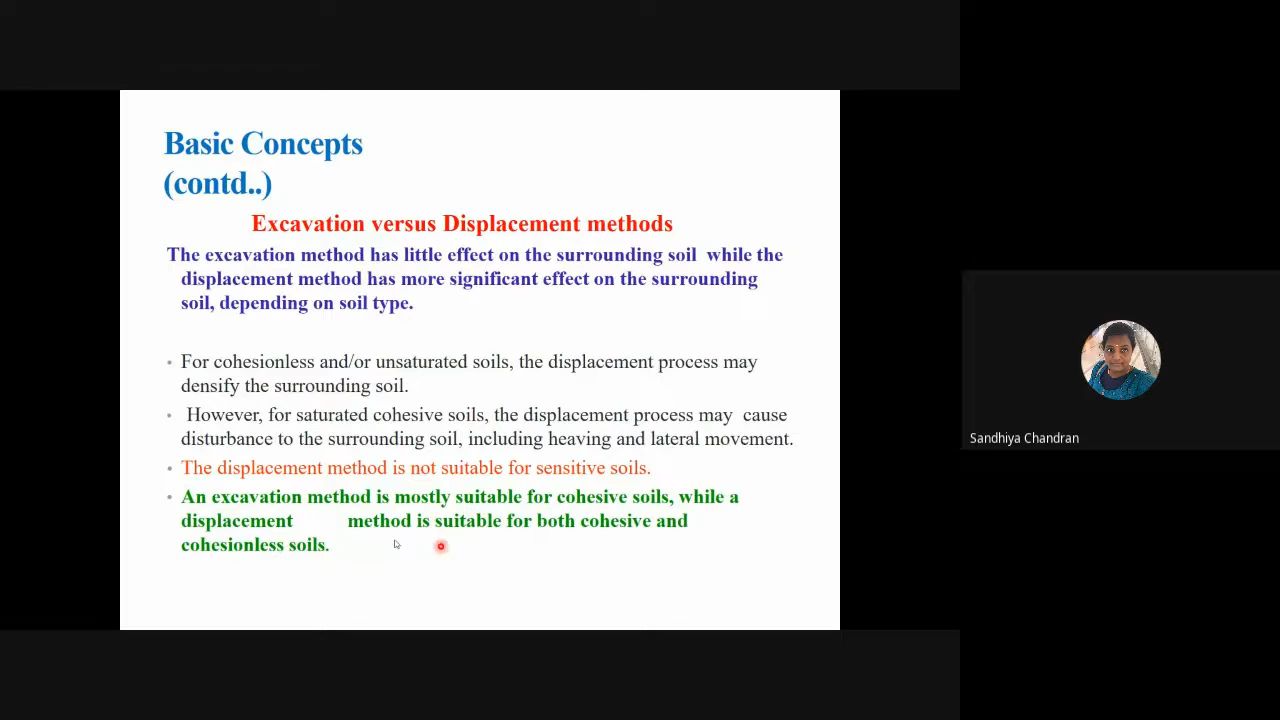 Basic Concepts
(contd..)
Excavation versus Displacement methods
The excavation method has little effect on the surrounding soil while the
displacement method has more significant effect on the surrounding
soil, depending on soil type.
• For cohesionless and/or unsaturated soils, the displacement process may
densify the surrounding soil.
• However, for saturated cohesive soils, the displacement process may cause
disturbance to the surrounding soil, including heaving and lateral movement.
• The displacement method is not suitable for sensitive soils.
• An excavation method is mostly suitable for cohesive soils, while a
displacement method is suitable for both cohesive and
cohesionless soils.
Sandhiya Chandran